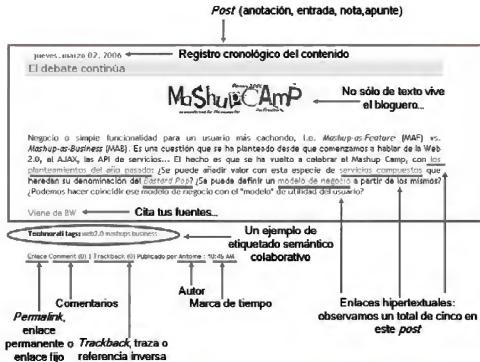 Post (anotación, entrada, nota,apunte)
jueves, marzo 02, 2006
Registro cronológico del contenido
El debate continúa
MaShupCAmP
No sólo de texto vive
el bloguero...
Negocio o simple funcionalidad para un usuario más cachondo, i.e. Mashup-as-Feature (MAF) vs.
Mashup-as-Business (MAB). Es una cuestión que se ha planteado desde que comenzamos a hablar de la Web
2.0, el AJAX, las API de servicios... El hecho es que se ha vuelto a celebrar el Mashup Camp, con los
planteamientos del año pasado: ¿Se puede añadir valor con esta especie de servicios compuestos que
heredan su denominación del Bastard Pop? ¿Se puede definir un modelo de negocio a partir de los mismos?
¿Podemos hacer coincidir ese modelo de negocio con el "modelo" de utilidad del usuario?
Viene de BW
Cita tus fuentes...
Technorati tags: web2.0 mashups business
Un ejemplo de
etiquetado semántico
colaborativo
Enlace Comment (0) | Trackback (0) Publicado por Antoine : 10:45 AM
Comentarios
Autor
Marca de tiempo
Enlaces hipertextuales:
observamos un total de cinco en
este post
Permalink,
enlace
permanente o
enlace fijo
Trackback, traza o
referencia inversa